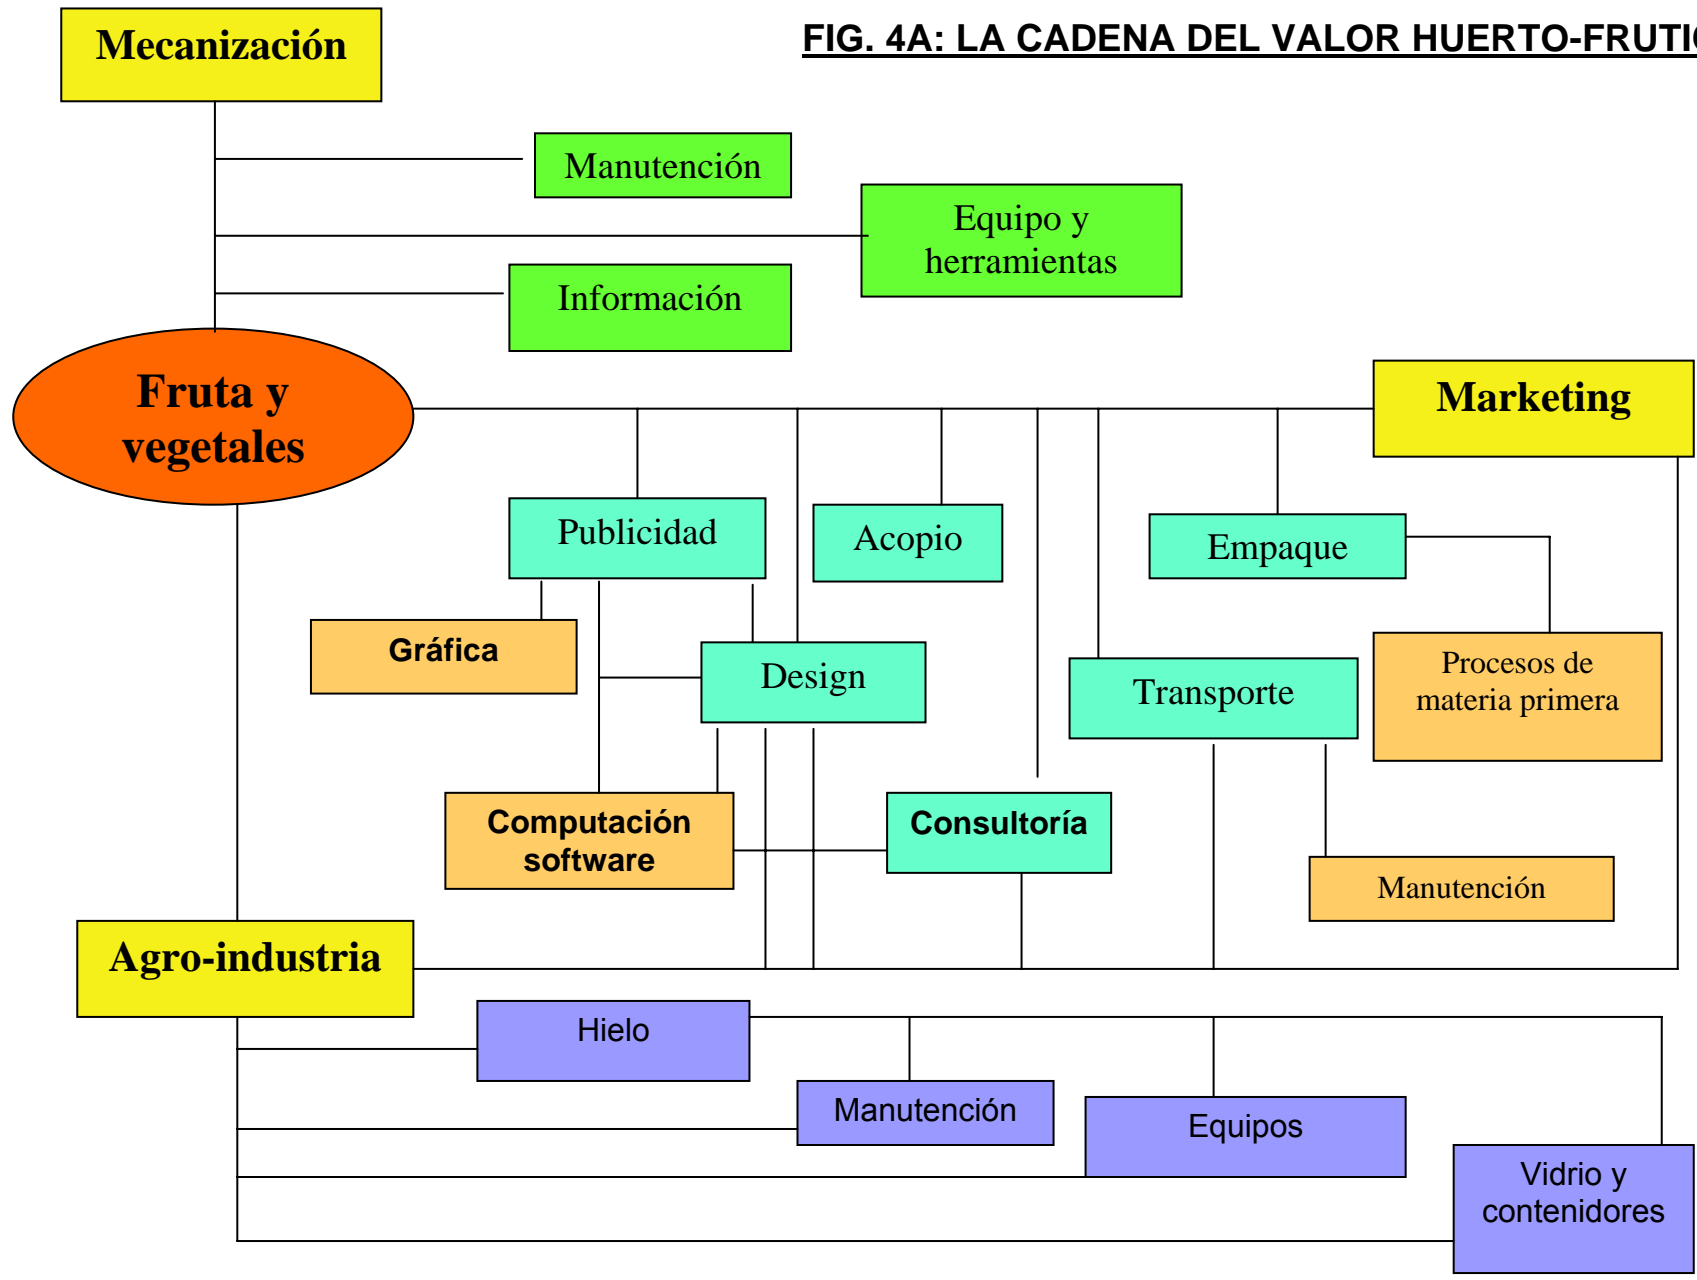 FIG. 4A: LA CADENA DEL VALOR HUERTO-FRUTI
Mecanización
Manutención
Equipo y
herramientas
Información
Fruta y
vegetales
Marketing
Publicidad
Acopio
Empaque
Gráfica
Design
Transporte
Procesos de
materia primera
Computación
software
Consultoría
Manutención
Agro-industria
Hielo
Manutención
Equipos
Vidrio y
contenidores